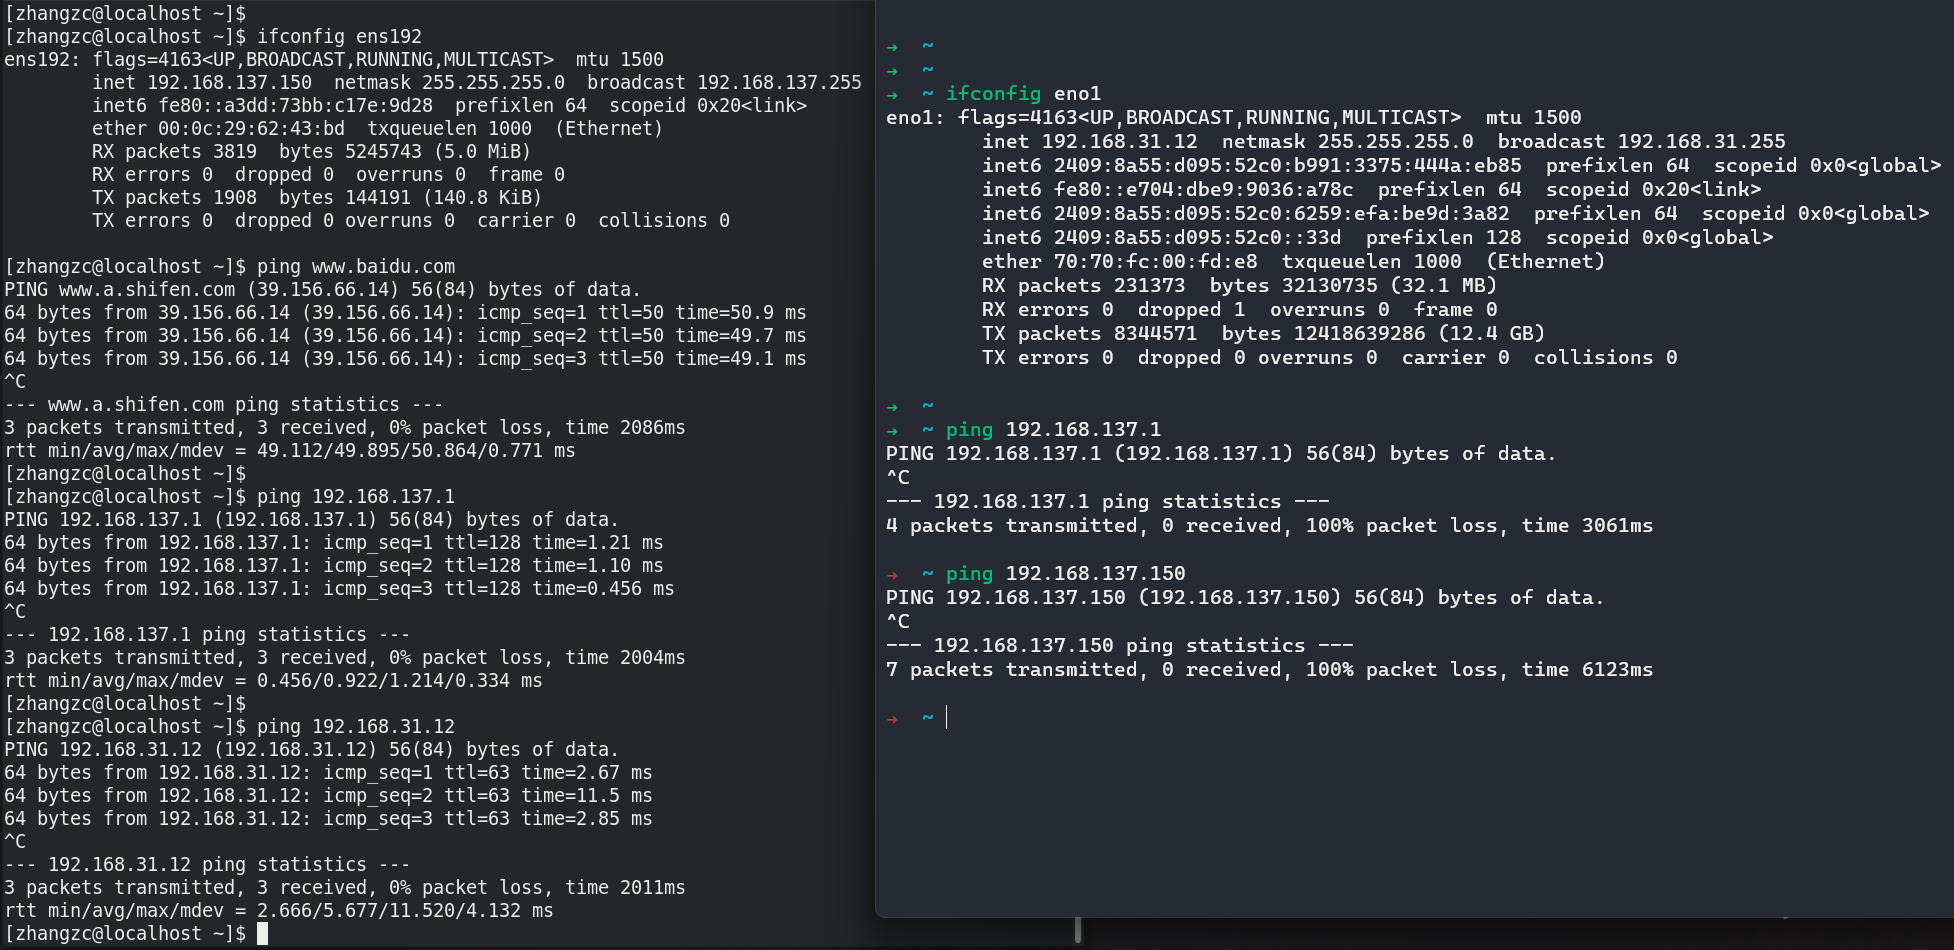 [zhangzc@localhost ~]$
[zhangzc@localhost ~]$ ifconfig ens192
ens192: flags=4163<UP,BROADCAST,RUNNING,MULTICAST>  mtu 1500
        inet 192.168.137.150  netmask 255.255.255.0  broadcast 192.168.137.255
        inet6 fe80::a3dd:73bb:c17e:9d28  prefixlen 64  scopeid 0x20<link>
        ether 00:0c:29:62:43:bd  txqueuelen 1000  (Ethernet)
        RX packets 3819  bytes 5245743 (5.0 MiB)
        RX errors 0  dropped 0  overruns 0  frame 0
        TX packets 1908  bytes 144191 (140.8 KiB)
        TX errors 0  dropped 0 overruns 0  carrier 0  collisions 0
[zhangzc@localhost ~]$ ping www.baidu.com
PING www.a.shifen.com (39.156.66.14) 56(84) bytes of data.
64 bytes from 39.156.66.14 (39.156.66.14): icmp_seq=1 ttl=50 time=50.9 ms
64 bytes from 39.156.66.14 (39.156.66.14): icmp_seq=2 ttl=50 time=49.7 ms
64 bytes from 39.156.66.14 (39.156.66.14): icmp_seq=3 ttl=50 time=49.1 ms
^C
--- www.a.shifen.com ping statistics ---
3 packets transmitted, 3 received, 0% packet loss, time 2086ms
rtt min/avg/max/mdev = 49.112/49.895/50.864/0.771 ms
[zhangzc@localhost ~]$
[zhangzc@localhost ~]$ ping 192.168.137.1
PING 192.168.137.1 (192.168.137.1) 56(84) bytes of data.
64 bytes from 192.168.137.1: icmp_seq=1 ttl=128 time=1.21 ms
64 bytes from 192.168.137.1: icmp_seq=2 ttl=128 time=1.10 ms
64 bytes from 192.168.137.1: icmp_seq=3 ttl=128 time=0.456 ms
^C
--- 192.168.137.1 ping statistics ---
3 packets transmitted, 3 received, 0% packet loss, time 2004ms
rtt min/avg/max/mdev = 0.456/0.922/1.214/0.334 ms
[zhangzc@localhost ~]$
[zhangzc@localhost ~]$ ping 192.168.31.12
PING 192.168.31.12 (192.168.31.12) 56(84) bytes of data.
64 bytes from 192.168.31.12: icmp_seq=1 ttl=63 time=2.67 ms
64 bytes from 192.168.31.12: icmp_seq=2 ttl=63 time=11.5 ms
64 bytes from 192.168.31.12: icmp_seq=3 ttl=63 time=2.85 ms
^C
--- 192.168.31.12 ping statistics ---
3 packets transmitted, 3 received, 0% packet loss, time 2011ms
rtt min/avg/max/mdev = 2.666/5.677/11.520/4.132 ms
[zhangzc@localhost ~]$
→  ~
→  ~
→  ~ ifconfig eno1
eno1: flags=4163<UP,BROADCAST,RUNNING,MULTICAST>  mtu 1500
        inet 192.168.31.12  netmask 255.255.255.0  broadcast 192.168.31.255
        inet6 2409:8a55:d095:52c0:b991:3375:444a:eb85  prefixlen 64  scopeid 0x0<global>
        inet6 fe80::e704:dbe9:9036:a78c  prefixlen 64  scopeid 0x20<link>
        inet6 2409:8a55:d095:52c0:6259:efa:be9d:3a82  prefixlen 64  scopeid 0x0<global>
        inet6 2409:8a55:d095:52c0::33d  prefixlen 128  scopeid 0x0<global>
        ether 70:70:fc:00:fd:e8  txqueuelen 1000  (Ethernet)
        RX packets 231373  bytes 32130735 (32.1 MB)
        RX errors 0  dropped 1  overruns 0  frame 0
        TX packets 8344571  bytes 12418639286 (12.4 GB)
        TX errors 0  dropped 0 overruns 0  carrier 0  collisions 0
→  ~
→  ~ ping 192.168.137.1
PING 192.168.137.1 (192.168.137.1) 56(84) bytes of data.
^C
--- 192.168.137.1 ping statistics ---
4 packets transmitted, 0 received, 100% packet loss, time 3061ms
→  ~ ping 192.168.137.150
PING 192.168.137.150 (192.168.137.150) 56(84) bytes of data.
^C
--- 192.168.137.150 ping statistics ---
7 packets transmitted, 0 received, 100% packet loss, time 6123ms
→  ~